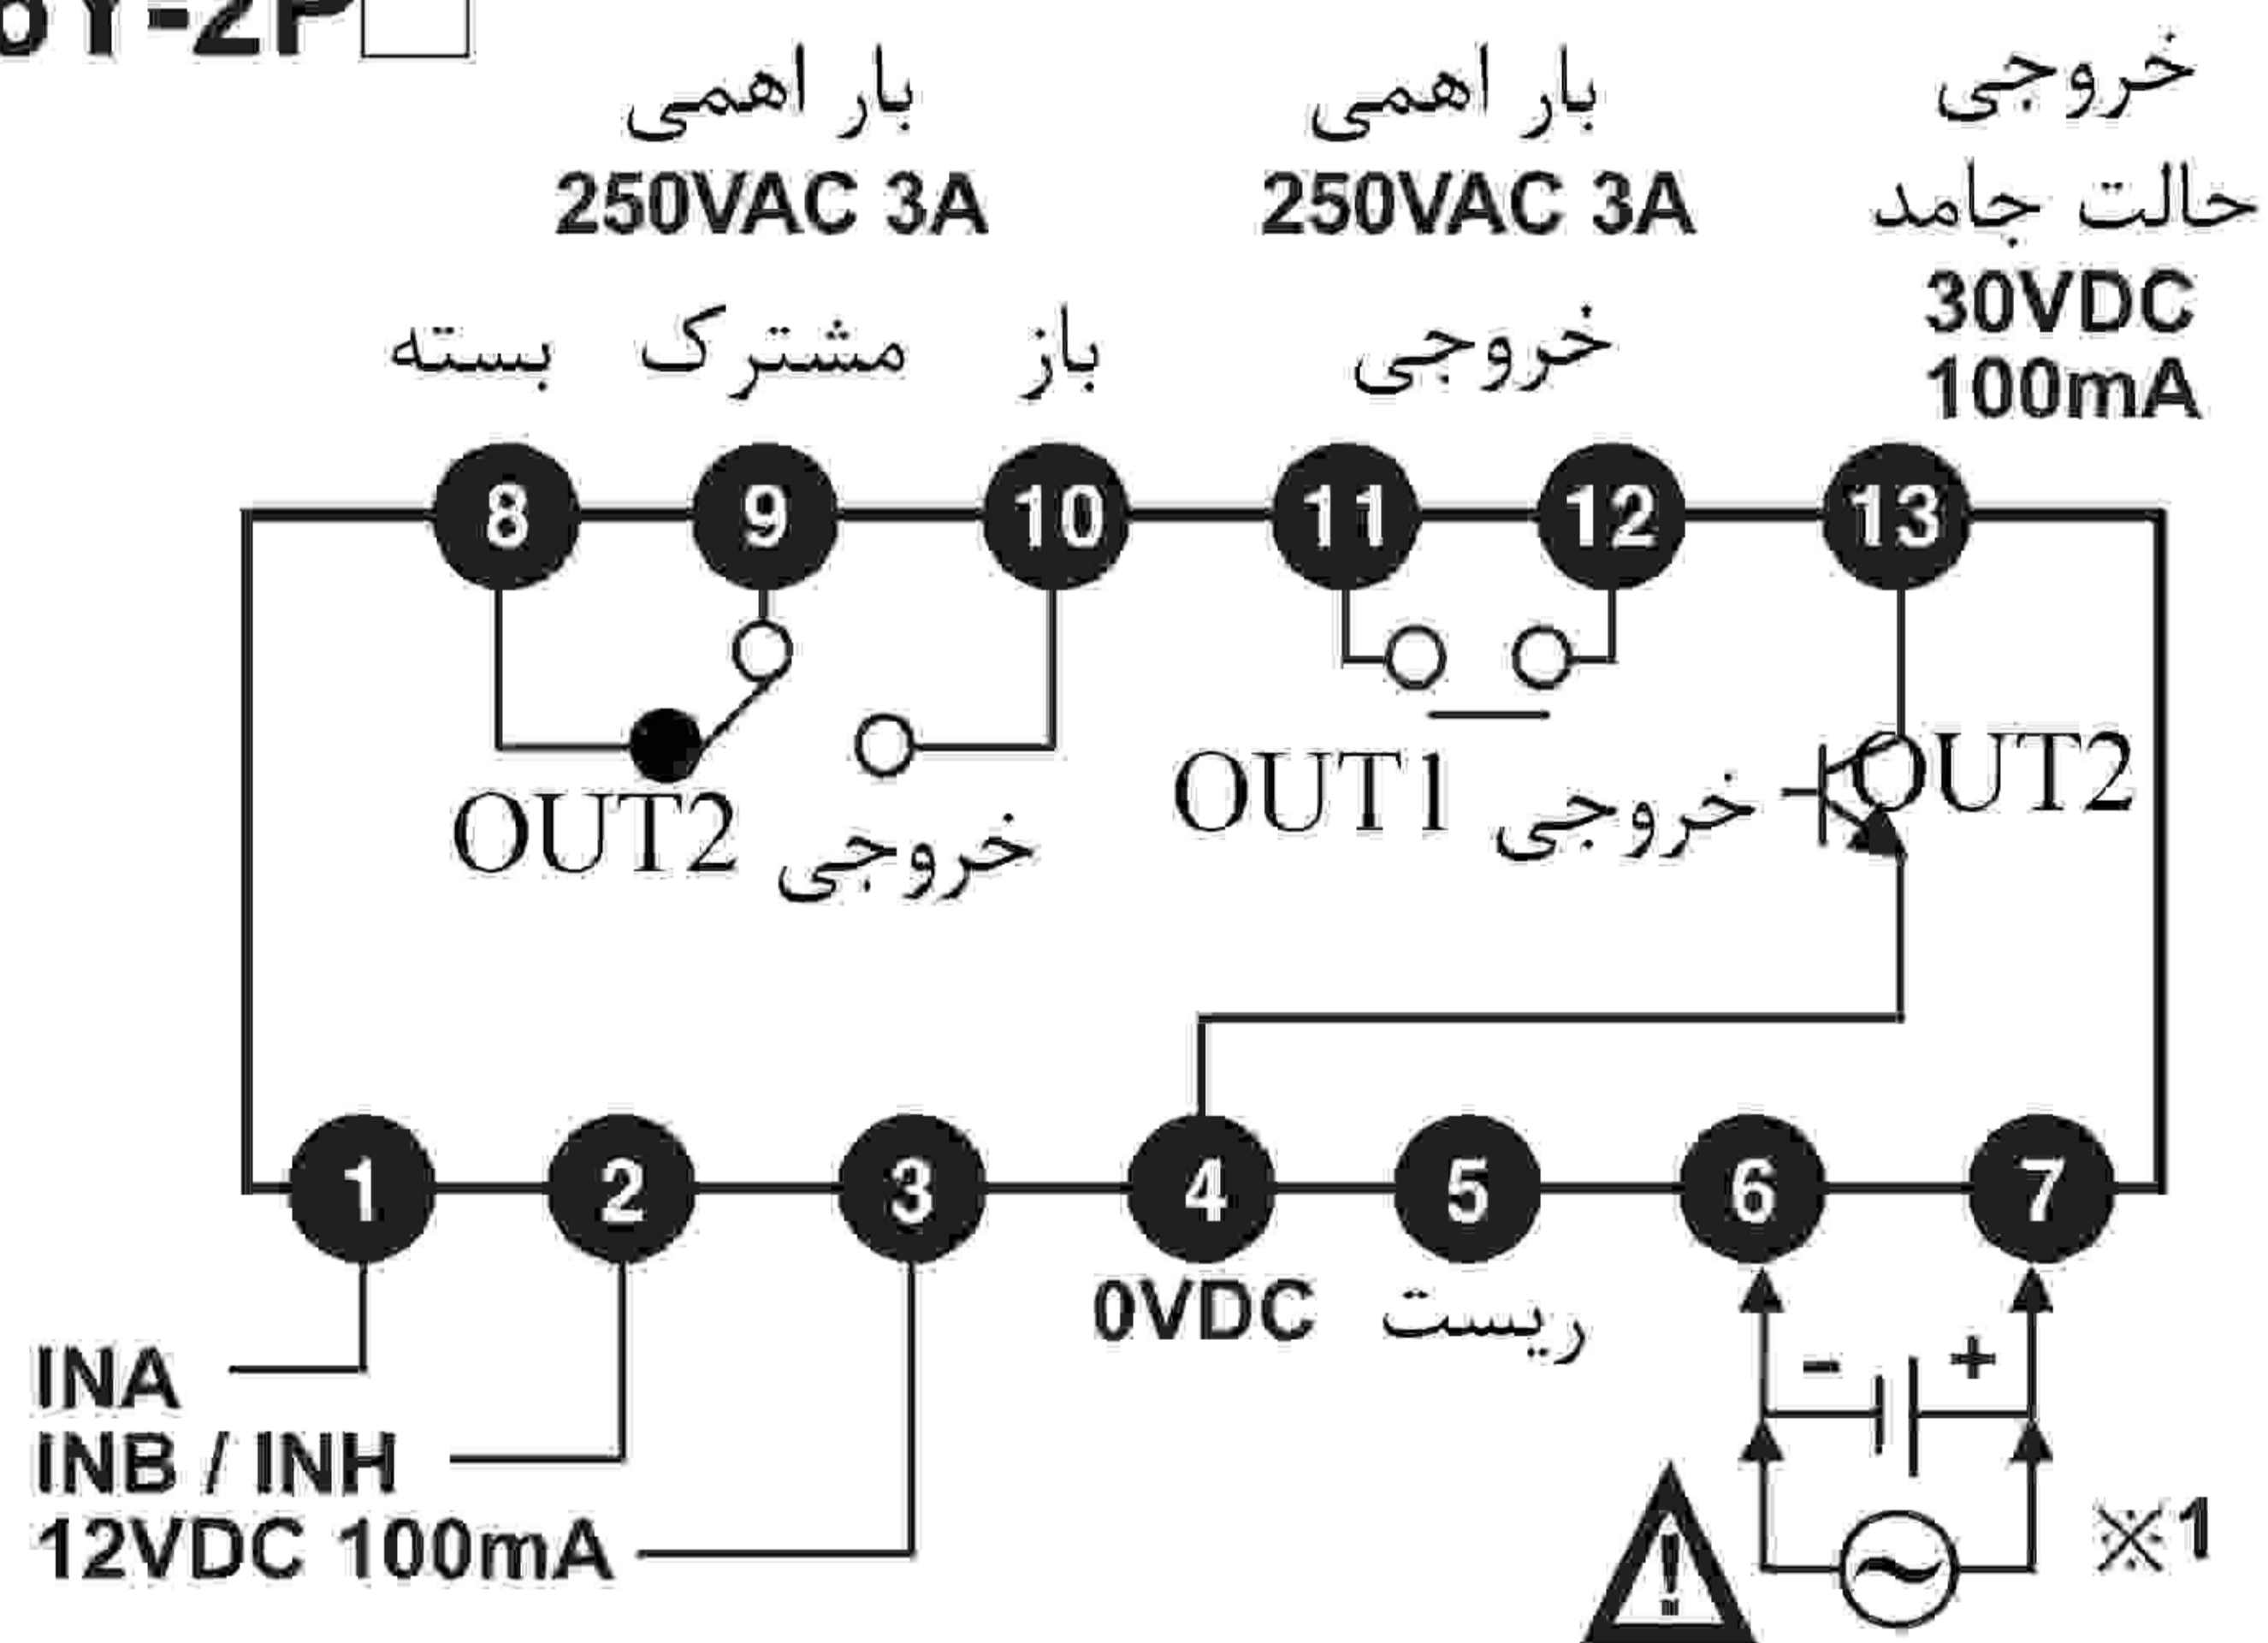 6Y-2P
بار اهمی
250VAC 3A
بار اهمی
250VAC 3A
خروجی
حالت جامد
30VDC
100mA
بسته مشترک باز
خروجی
8 9 10 11 12 13
OUT2 خروجی
OUT1 خروجی
OUT2
1 2 3 4 5 6 7
0VDC ریست
INA
INB / INH
12VDC 100mA
- +
!
※1